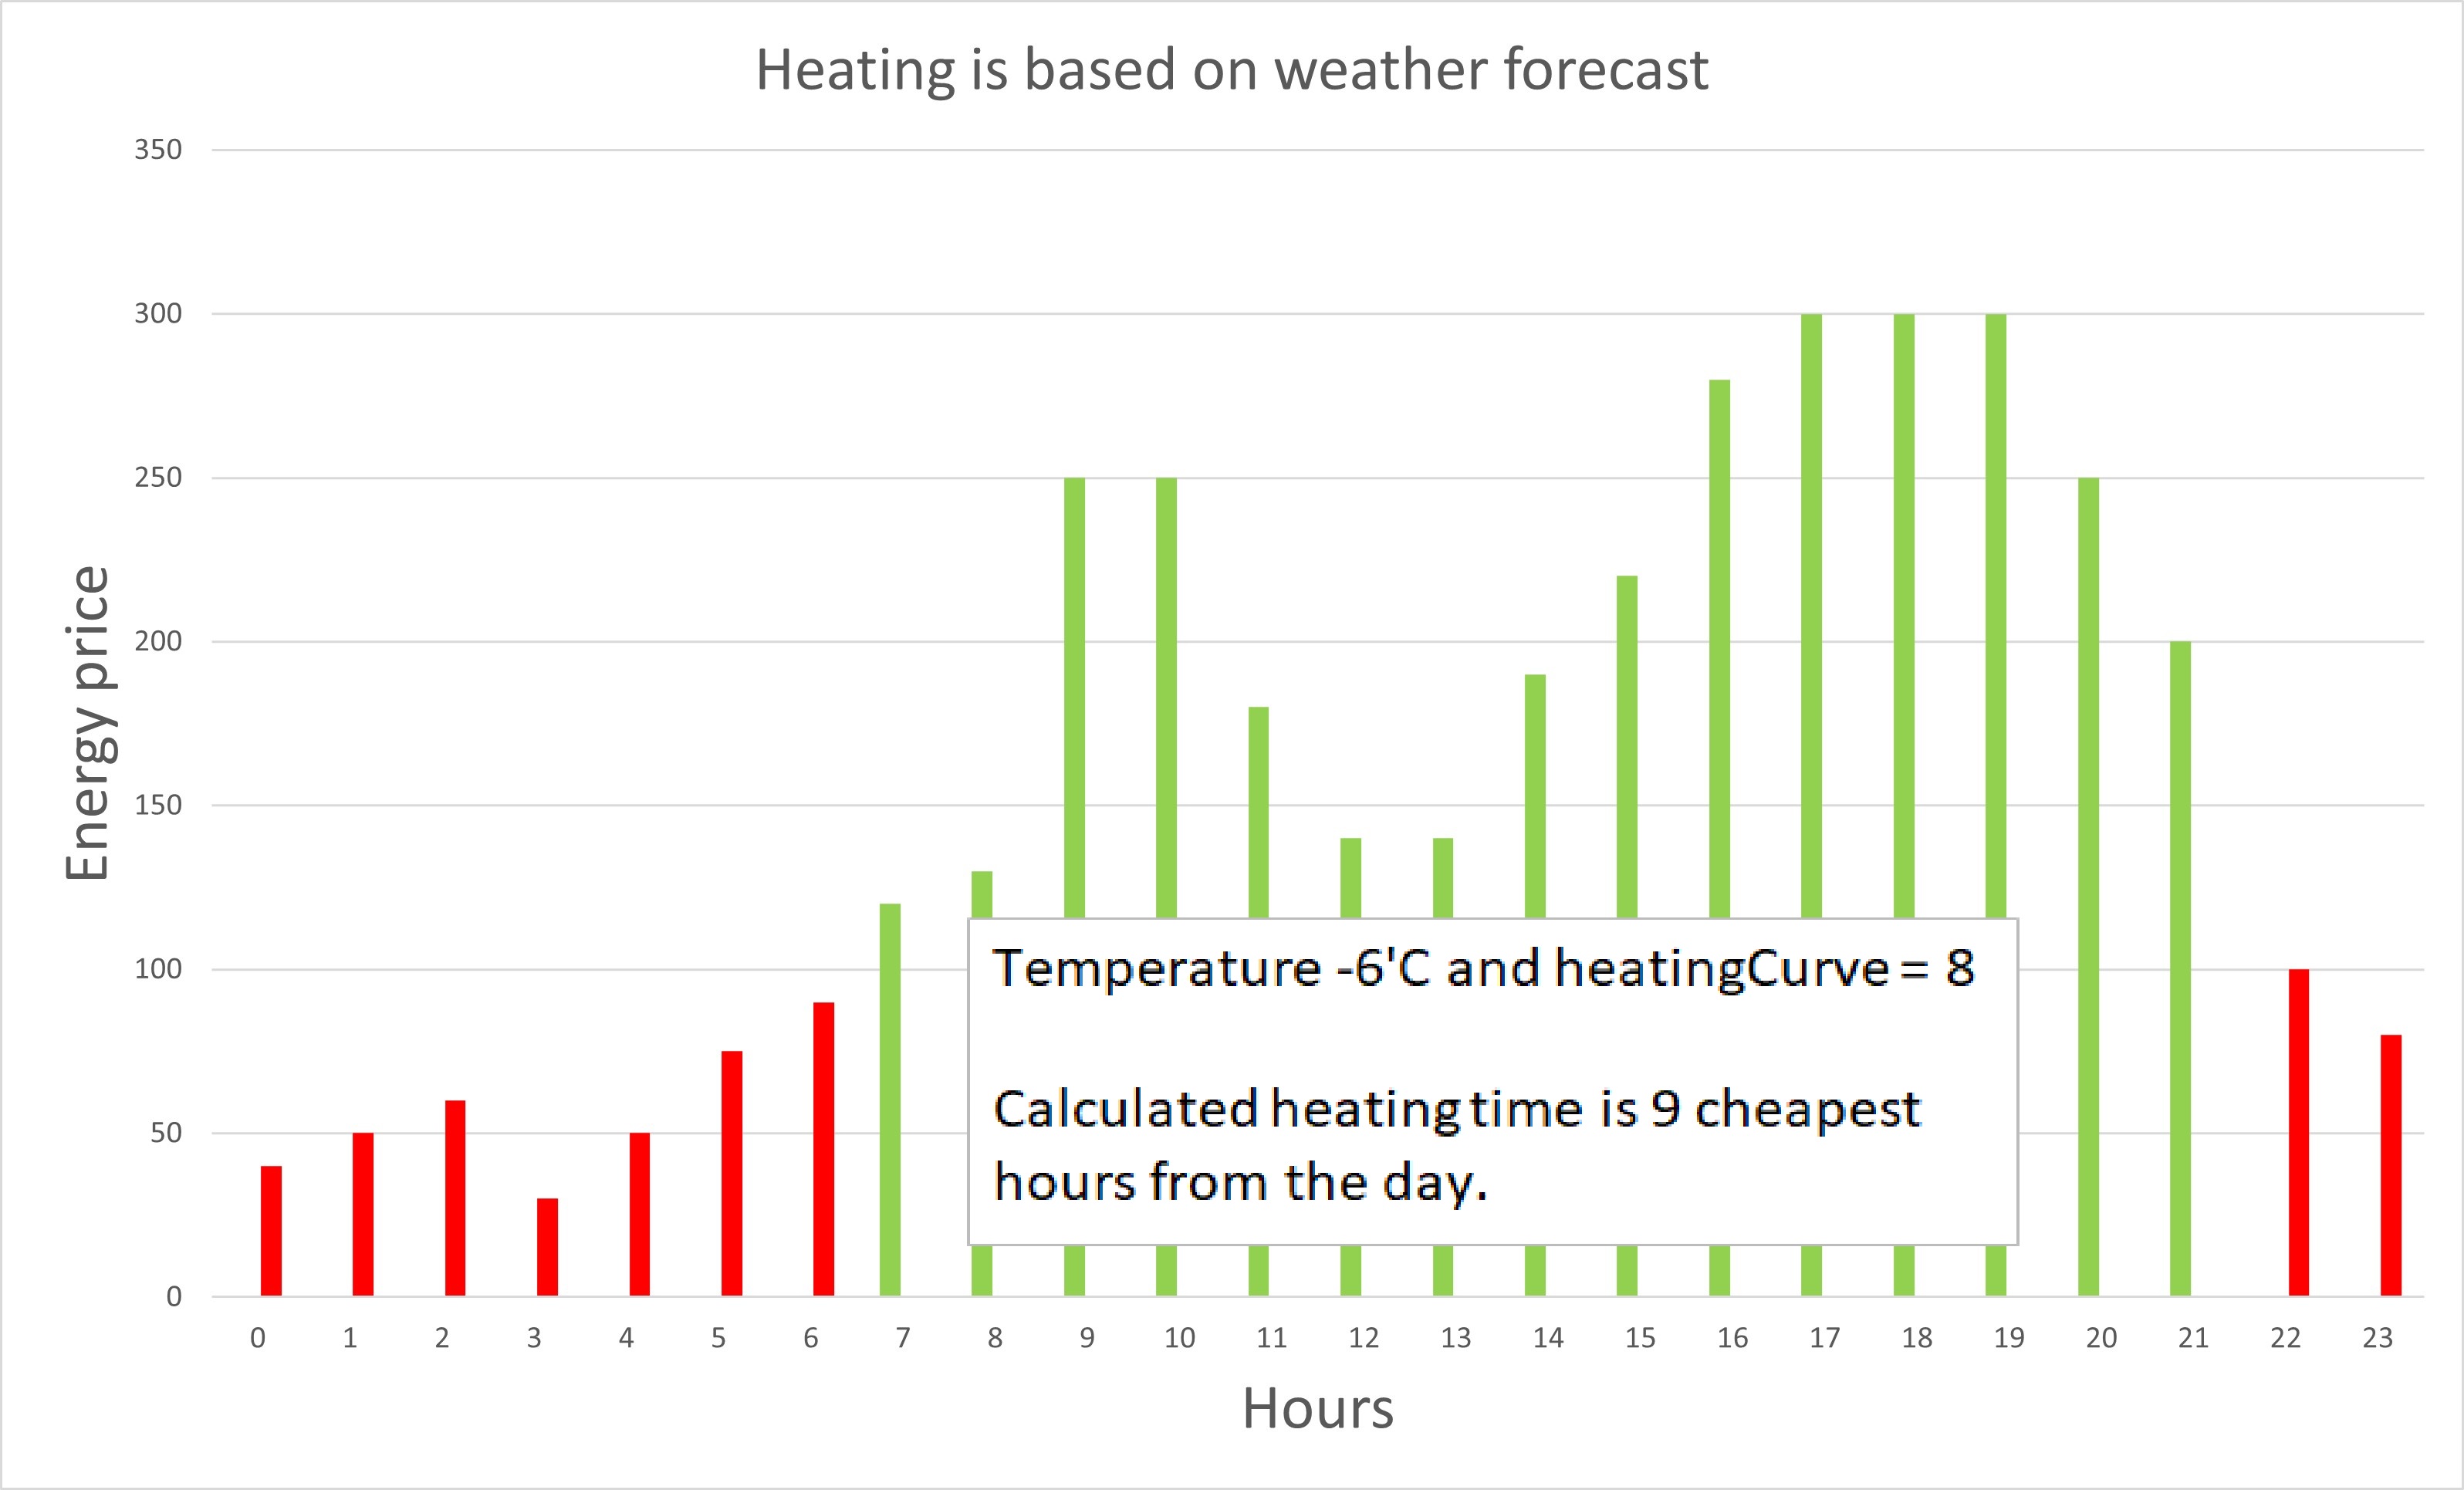 Heating is based on weather forecast
350
300
250
200
150
100
50
0
Energy price
Temperature -6'C and heatingCurve = 8
Calculated heating time is 9 cheapest
hours from the day.
0 1 2 3 4 5 6 7 8 9 10 11 12 13 14 15 16 17 18 19 20 21 22 23
Hours